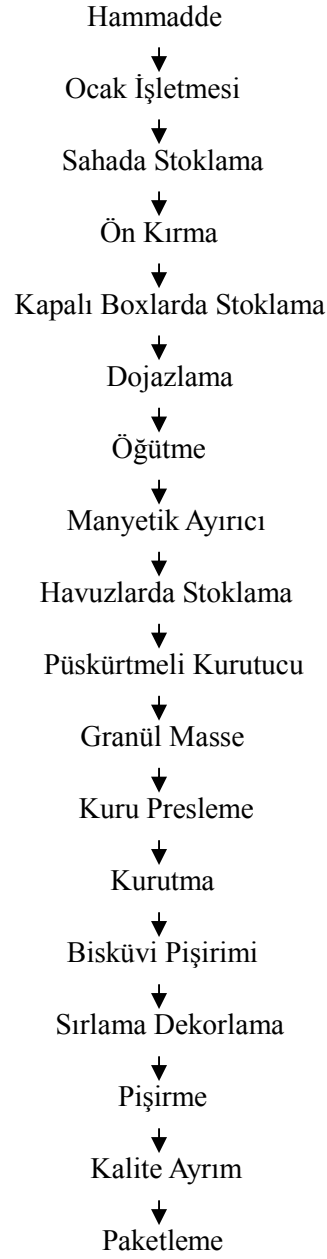 Hammadde
Ocak İşletmesi
Sahada Stoklama
Ön Kırma
Kapalı Boxlarda Stoklama
Dojazlama
Öğütme
Manyetik Ayırıcı
Havuzlarda Stoklama
Püskürtmeli Kurutucu
Granül Masse
Kuru Presleme
Kurutma
Bisküvi Pişirimi
Sırlama Dekorlama
Pişirme
Kalite Ayrım
Paketleme